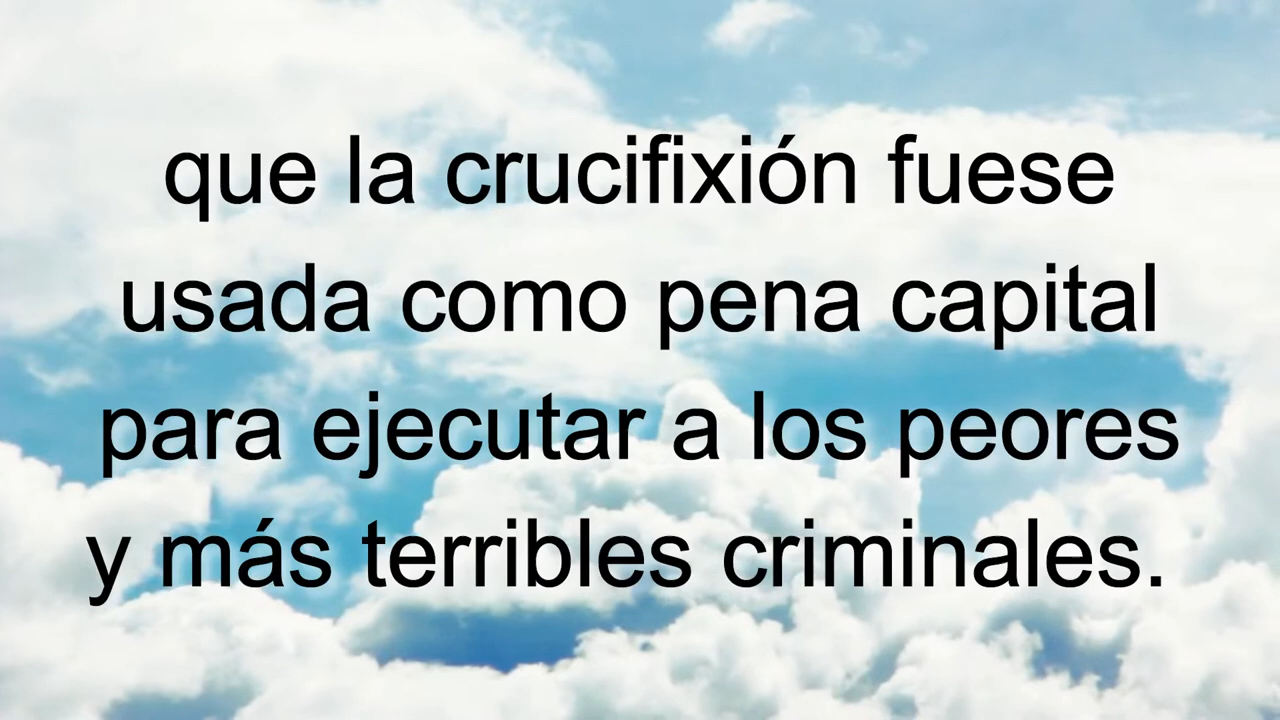 que la crucifixión fuese
usada como pena capital
para ejecutar a los peores
y más terribles criminales.